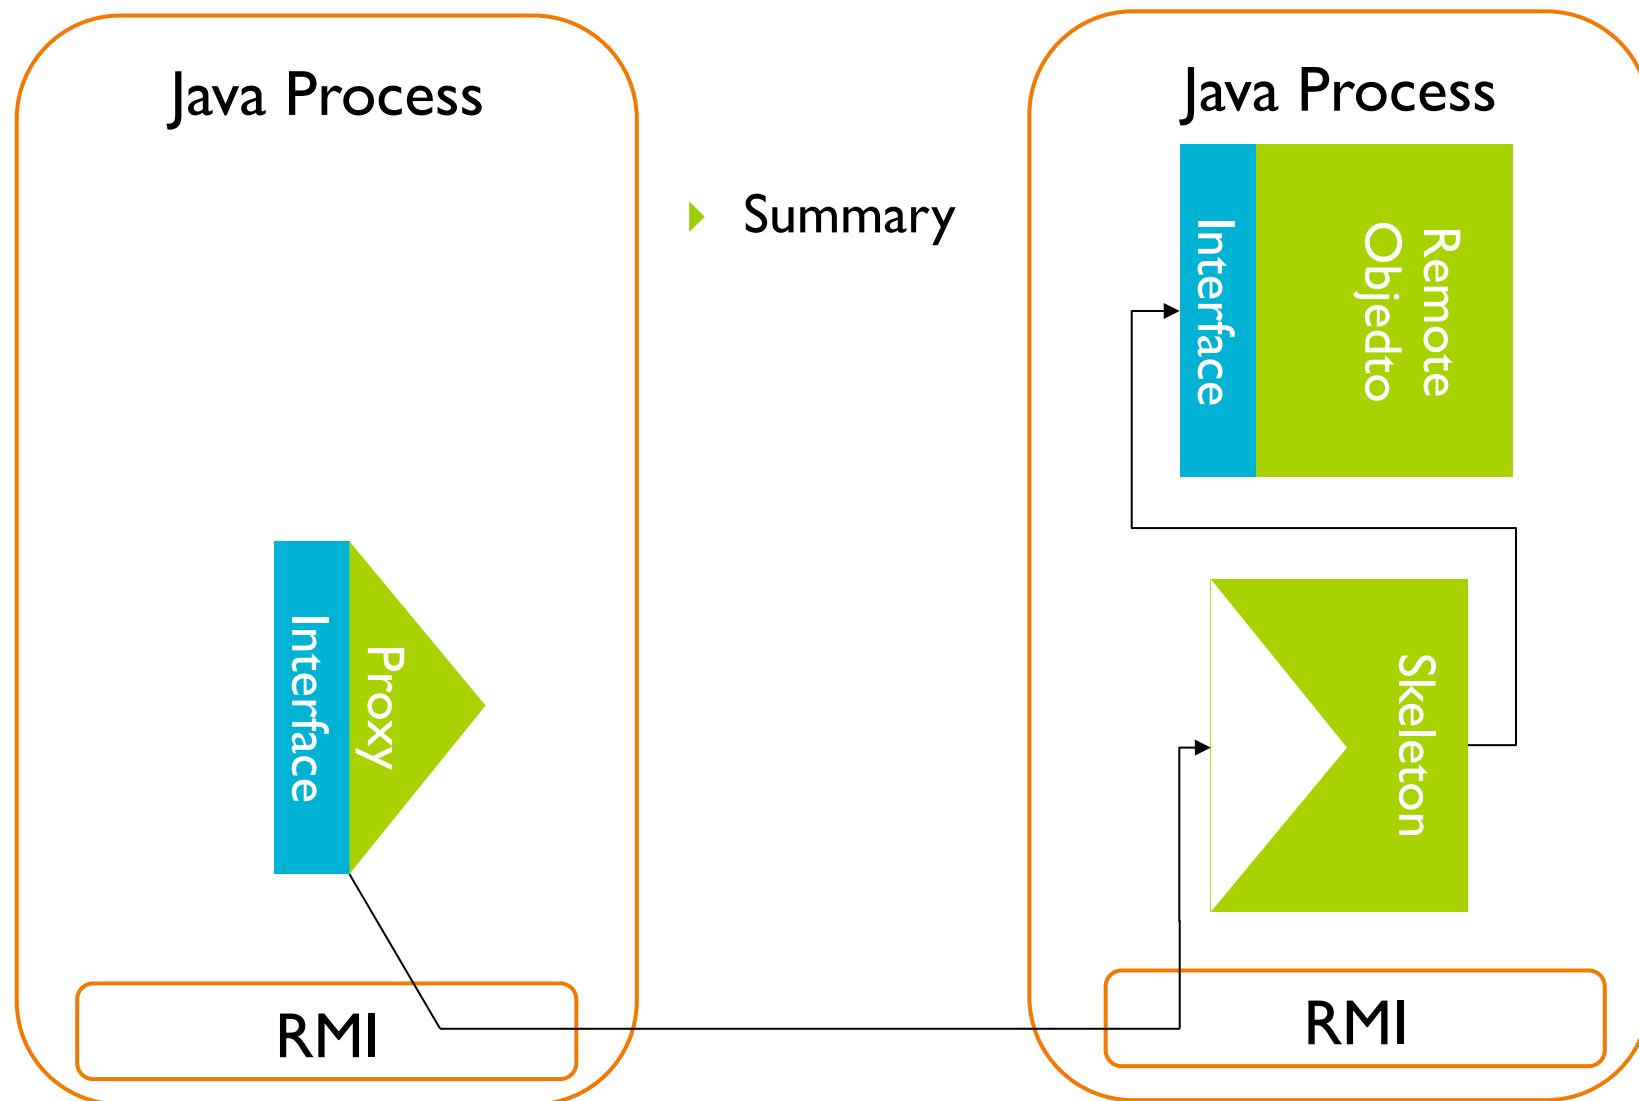 Java Process
Interface
Proxy
RMI
Summary
Java Process
Interface
Remote
Objedto
Skeleton
RMI